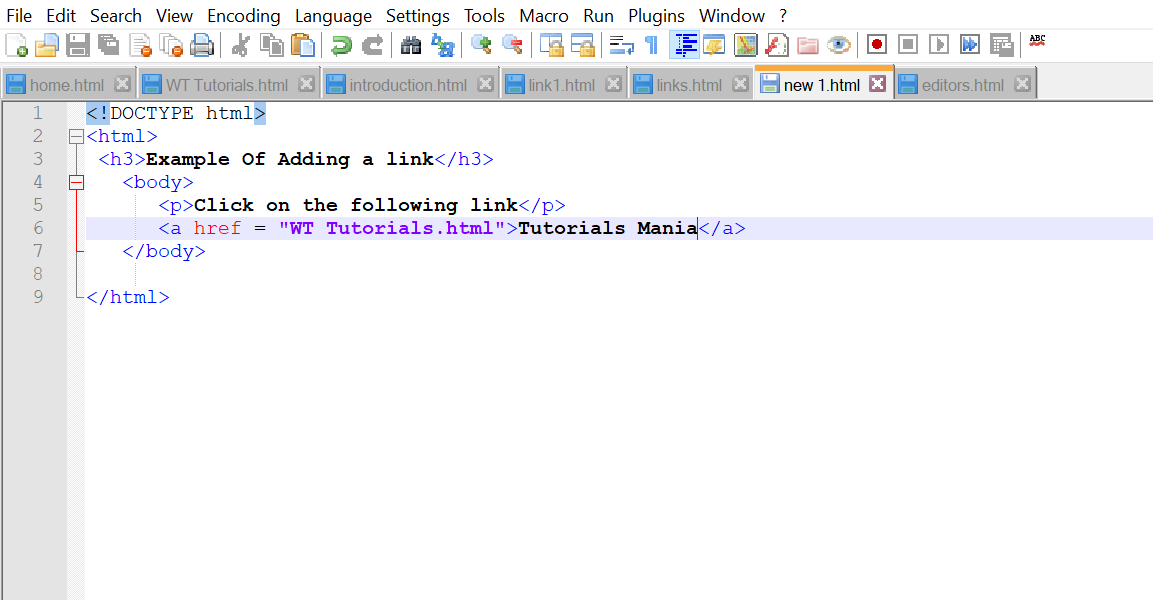 File Edit Search View Encoding Language Settings Tools Macro Run Plugins Window ?
ABC
home.html WT Tutorials.html introduction.html link1.html links.html new 1.html editors.html
1 <!DOCTYPE html>
2 <html>
3 <h3>Example Of Adding a link</h3>
4 <body>
5 <p>Click on the following link</p>
6 <a href = "WT Tutorials.html">Tutorials Mania</a>
7 </body>
8
9 </html>